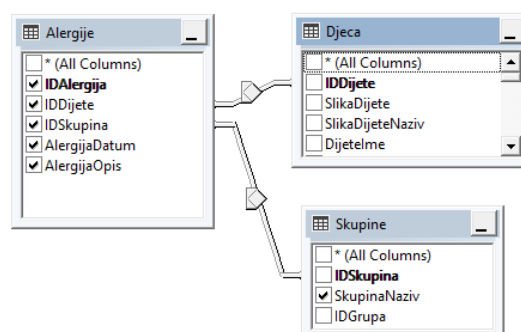 Alergije
* (All Columns)
IDAlergija
IDDijete
IDSkupina
AlergijaDatum
AlergijaOpis
Djeca
* (All Columns)
IDDijete
SlikaDijete
SlikaDijeteNaziv
DijeteIme
Skupine
* (All Columns)
IDSkupina
SkupinaNaziv
IDGrupa